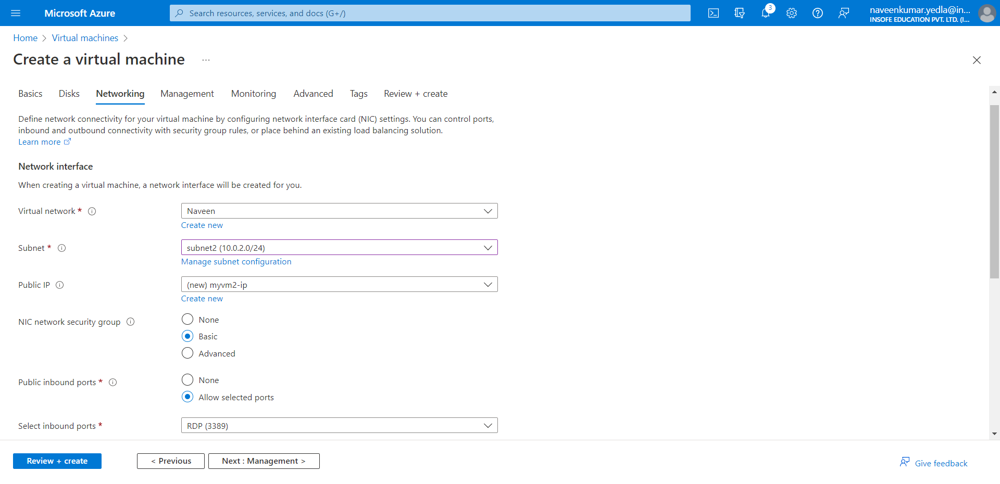 Microsoft Azure
Search resources, services, and docs (G+/)
3
naveenkumar.yedla@in...
INSOFE EDUCATION PVT. LTD. (I...
Home > Virtual machines >
Create a virtual machine ...
Basics Disks Networking Management Monitoring Advanced Tags Review + create
Define network connectivity for your virtual machine by configuring network interface card (NIC) settings. You can control ports,
inbound and outbound connectivity with security group rules, or place behind an existing load balancing solution.
Learn more
Network interface
When creating a virtual machine, a network interface will be created for you.
Virtual network * Naveen
Create new
Subnet * subnet2 (10.0.2.0/24)
Manage subnet configuration
Public IP (new) myvm2-ip
Create new
NIC network security group None
Basic
Advanced
Public inbound ports * None
Allow selected ports
Select inbound ports * RDP (3389)
Review + create < Previous Next : Management > Give feedback